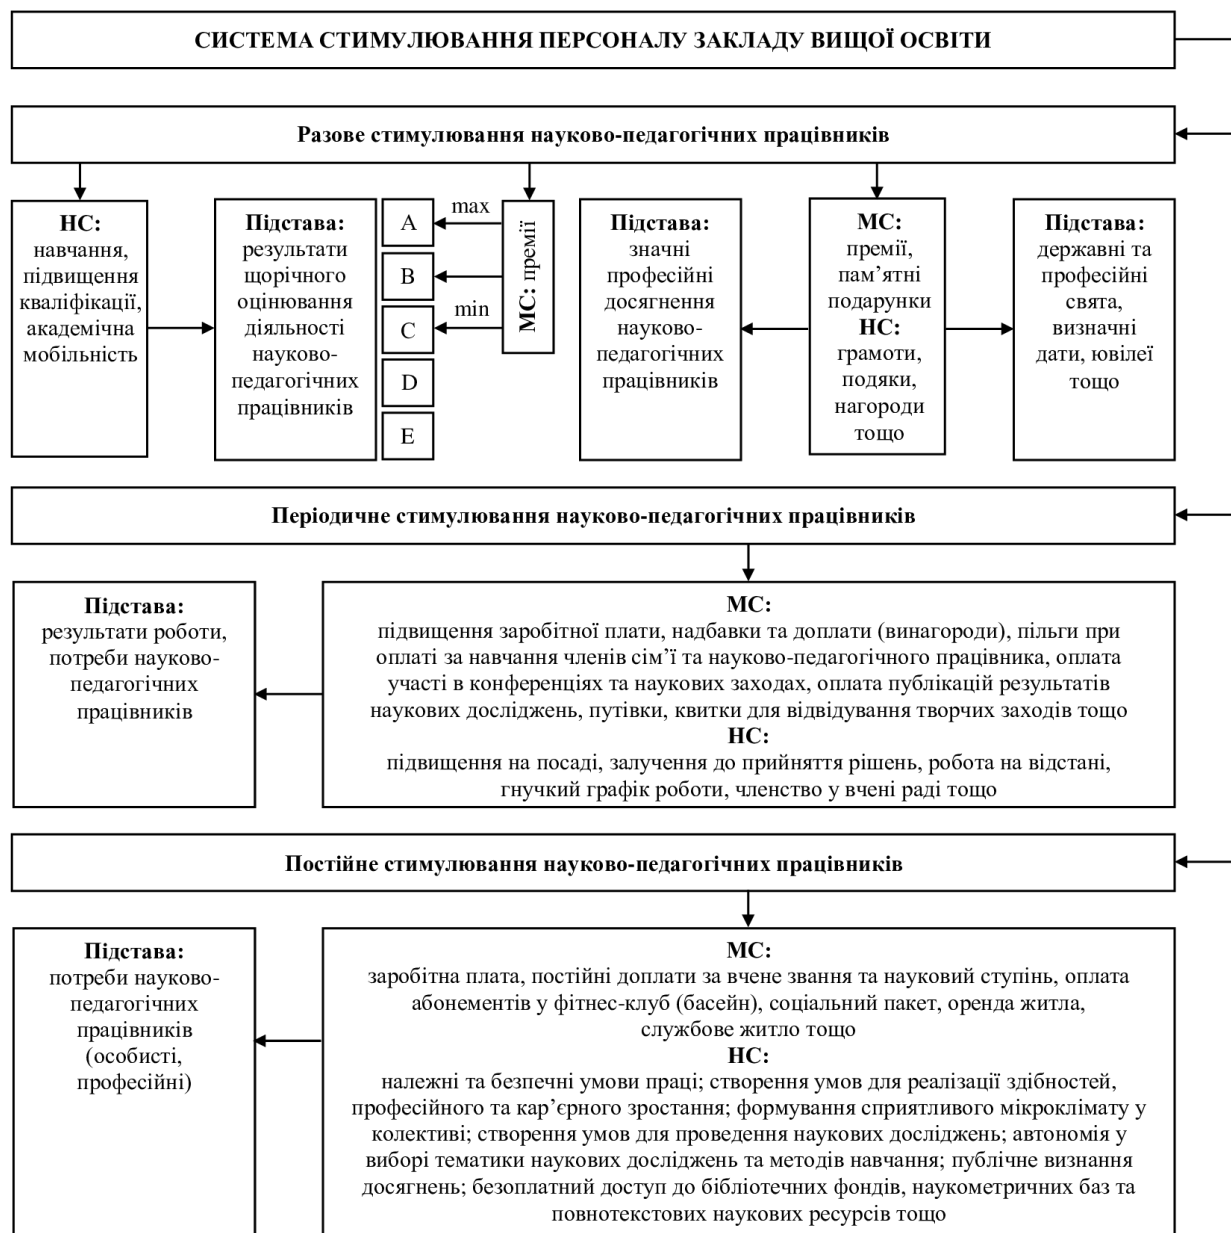 СИСТЕМА СТИМУЛЮВАННЯ ПЕРСОНАЛУ ЗАКЛАДУ ВИЩОЇ ОСВІТИ
Разове стимулювання науково-педагогічних працівників
НС:
навчання,
підвищення
кваліфікації,
академічна
мобільність
Підстава:
результати
щорічного
оцінювання
діяльності
науково-
педагогічних
працівників
A
B
C
D
E
max
min
МС: премії
Підстава:
значні
професійні
досягнення
науково-
педагогічних
працівників
МС:
премії,
пам’ятні
подарунки
НС:
грамоти,
подяки,
нагороди
тощо
Підстава:
державні та
професійні
свята,
визначні
дати, ювілеї
тощо
Періодичне стимулювання науково-педагогічних працівників
Підстава:
результати роботи,
потреби науково-
педагогічних
працівників
МС:
підвищення заробітної плати, надбавки та доплати (винагороди), пільги при
оплаті за навчання членів сім’ї та науково-педагогічного працівника, оплата
участі в конференціях та наукових заходах, оплата публікацій результатів
наукових досліджень, путівки, квитки для відвідування творчих заходів тощо
НС:
підвищення на посаді, залучення до прийняття рішень, робота на відстані,
гнучкий графік роботи, членство у вчені раді тощо
Постійне стимулювання науково-педагогічних працівників
Підстава:
потреби науково-
педагогічних
працівників
(особисті,
професійні)
МС:
заробітна плата, постійні доплати за вчене звання та науковий ступінь, оплата
абонементів у фітнес-клуб (басейн), соціальний пакет, оренда житла,
службове житло тощо
НС:
належні та безпечні умови праці; створення умов для реалізації здібностей,
професійного та кар’єрного зростання; формування сприятливого мікроклімату у
колективі; створення умов для проведення наукових досліджень; автономія у
виборі тематики наукових досліджень та методів навчання; публічне визнання
досягнень; безоплатний доступ до бібліотечних фондів, наукометричних баз та
повнотекстових наукових ресурсів тощо